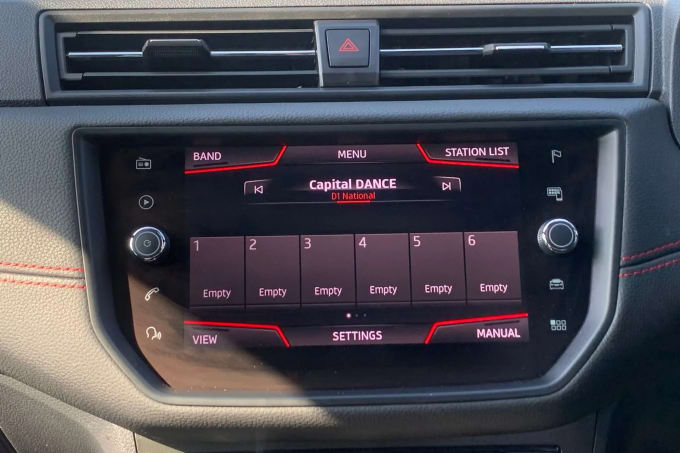 BAND MENU STATION LIST
Capital DANCE
D1 National
1 2 3 4 5 6
Empty Empty Empty Empty Empty Empty
VIEW SETTINGS MANUAL